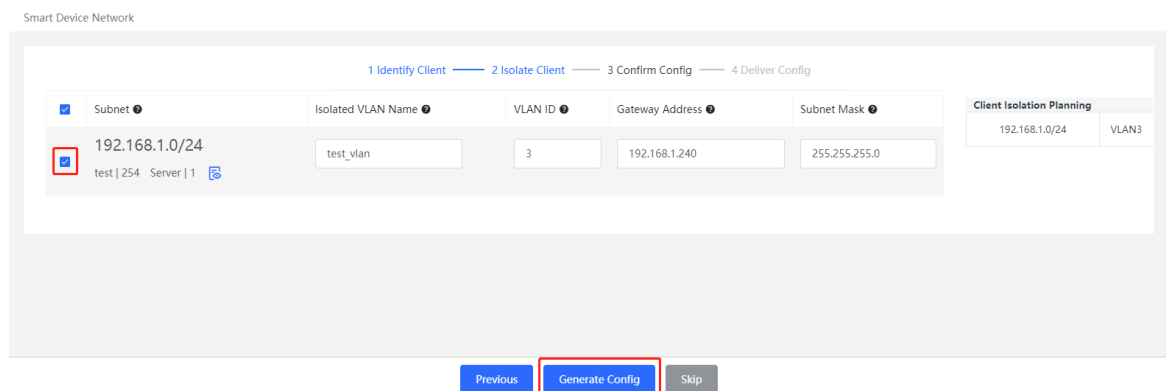 Smart Device Network
1 Identify Client 2 Isolate Client 3 Confirm Config 4 Deliver Config
Subnet Isolated VLAN Name VLAN ID Gateway Address Subnet Mask
192.168.1.0/24 test_vlan 3 192.168.1.240 255.255.255.0
test | 254 Server | 1
Client Isolation Planning
192.168.1.0/24 VLAN3
Previous Generate Config Skip